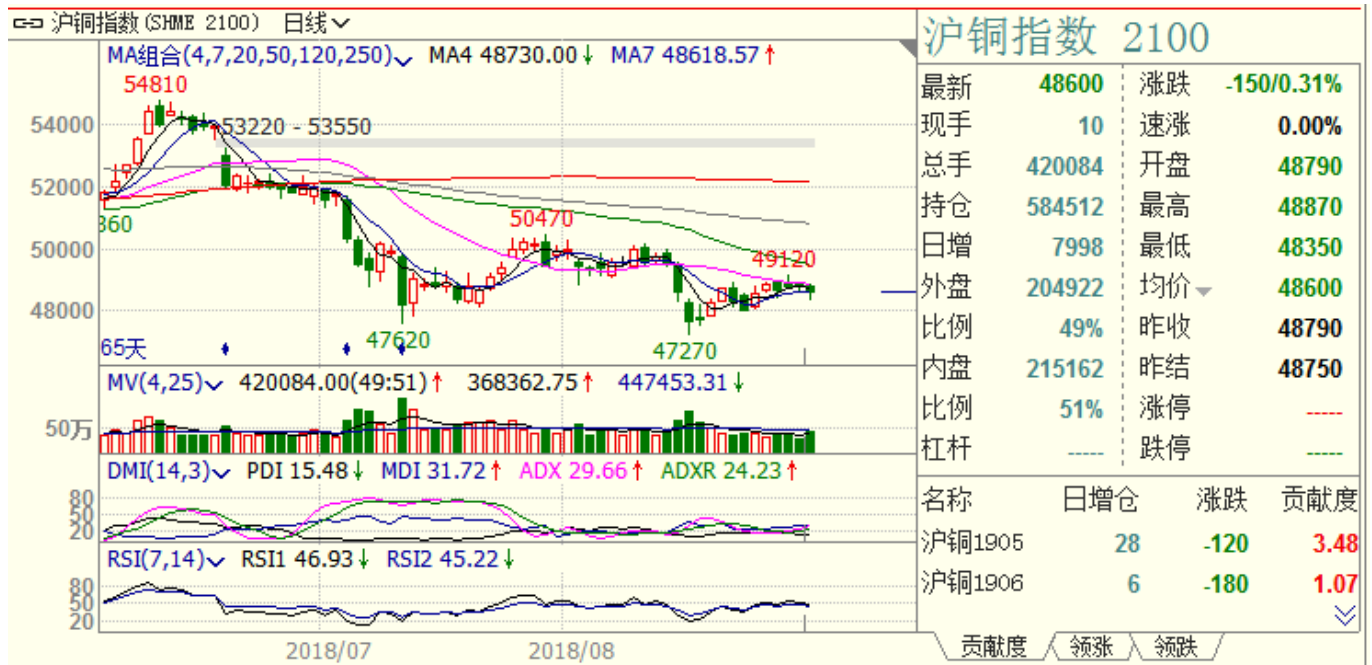 沪铜指数(SHME 2100) 日线
MA组合(4,7,20,50,120,250) MA4 48730.00↓ MA7 48618.57↑
54810
53220 - 53550
54000
52000
360
50470
50000
49120
48000
47620
47270
65天
MV(4,25) 420084.00(49:51)↑ 368362.75↑ 447453.31↓
50万
DMI(14,3) PDI 15.48↓ MDI 31.72↑ ADX 29.66↑ ADXR 24.23↑
80
50
20
RSI(7,14) RSI1 46.93↓ RSI2 45.22↓
80
50
20
2018/07 2018/08
沪铜指数 2100
最新 48600 涨跌 -150/0.31%
现手 10 速涨 0.00%
总手 420084 开盘 48790
持仓 584512 最高 48870
日增 7998 最低 48350
外盘 204922 均价 48600
比例 49% 昨收 48790
内盘 215162 昨结 48750
比例 51% 涨停 -----
杠杆 ----- 跌停 -----
名称 日增仓 涨跌 贡献度
沪铜1905 28 -120 3.48
沪铜1906 6 -180 1.07
贡献度 领涨 领跌